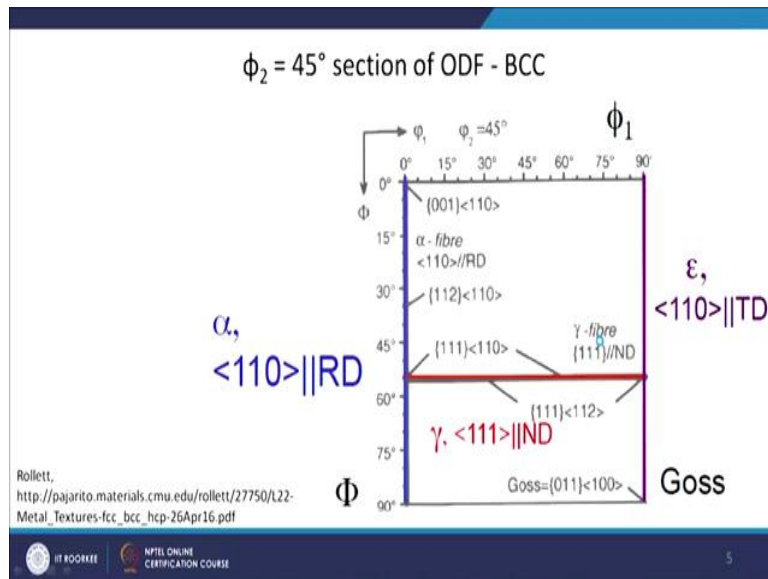 ϕ₂ = 45° section of ODF - BCC
φ₁ φ₂ =45°
ϕ₁
0° 15° 30° 45° 60° 75° 90°
0°
Φ
{001}<110>
15°
α - fibre
<110>//RD
30°
{112}<110>
ε,
<110>||TD
α,
<110>||RD
45°
γ -fibre
{111}//ND
{111}<110>
60°
{111}<112>
γ, <111>||ND
75°
Goss={011}<100>
Goss
90°
Φ
Rollett,
http://pajarito.materials.cmu.edu/rollett/27750/L22-
Metal_Textures-fcc_bcc_hcp-26Apr16.pdf
IIT ROORKEE
NPTEL ONLINE
CERTIFICATION COURSE
5